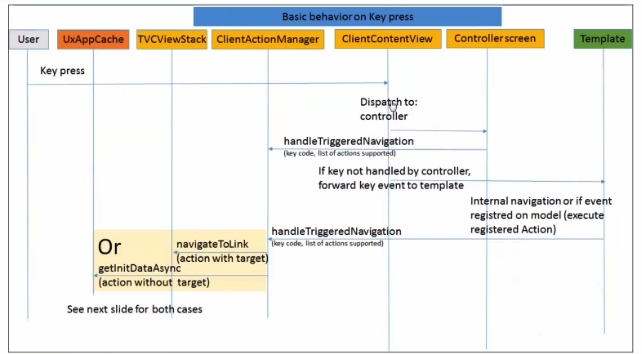 Basic behavior on Key press
User
UxAppCache
TVCViewStack
ClientActionManager
ClientContentView
Controller screen
Template
Key press
Dispatch to:
controller
handleTriggeredNavigation
(key code, list of actions supported)
If key not handled by controller,
forward key event to template
Internal navigation or if event
registred on model (execute
registered Action)
handleTriggeredNavigation
(key code, list of actions supported)
Or
navigateToLink
(action with target)
getInitDataAsync
(action without target)
See next slide for both cases